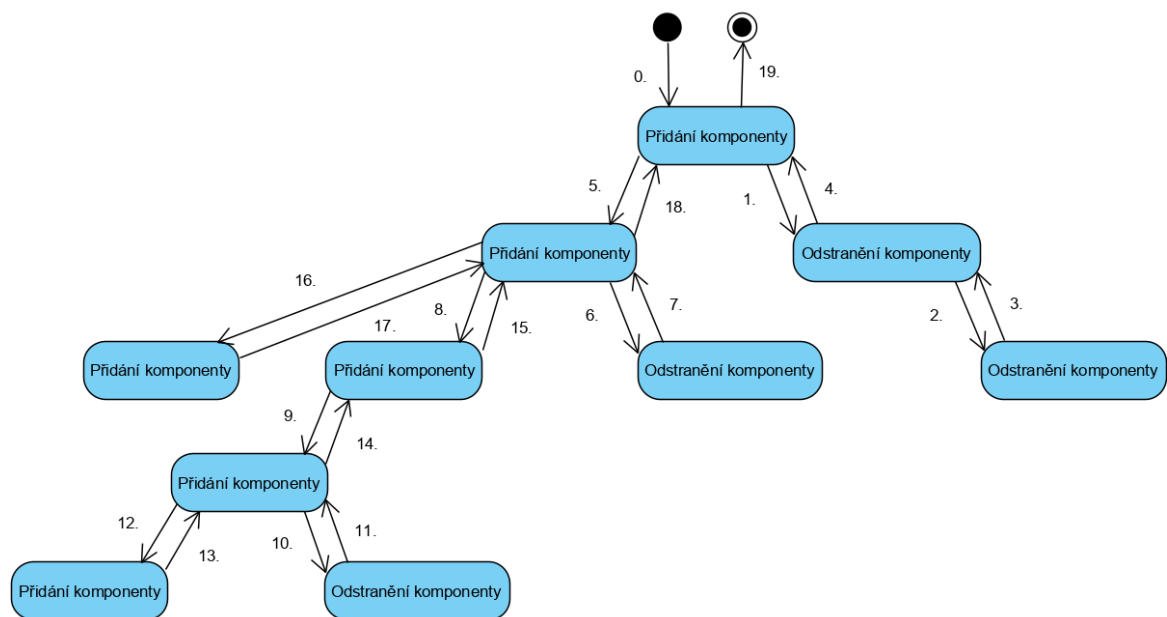 0.
19.
Přidání komponenty
5.
18.
1.
4.
Přidání komponenty
Odstranění komponenty
16.
17.
8.
15.
6.
7.
2.
3.
Přidání komponenty
Přidání komponenty
Odstranění komponenty
Odstranění komponenty
9.
14.
Přidání komponenty
12.
13.
10.
11.
Přidání komponenty
Odstranění komponenty